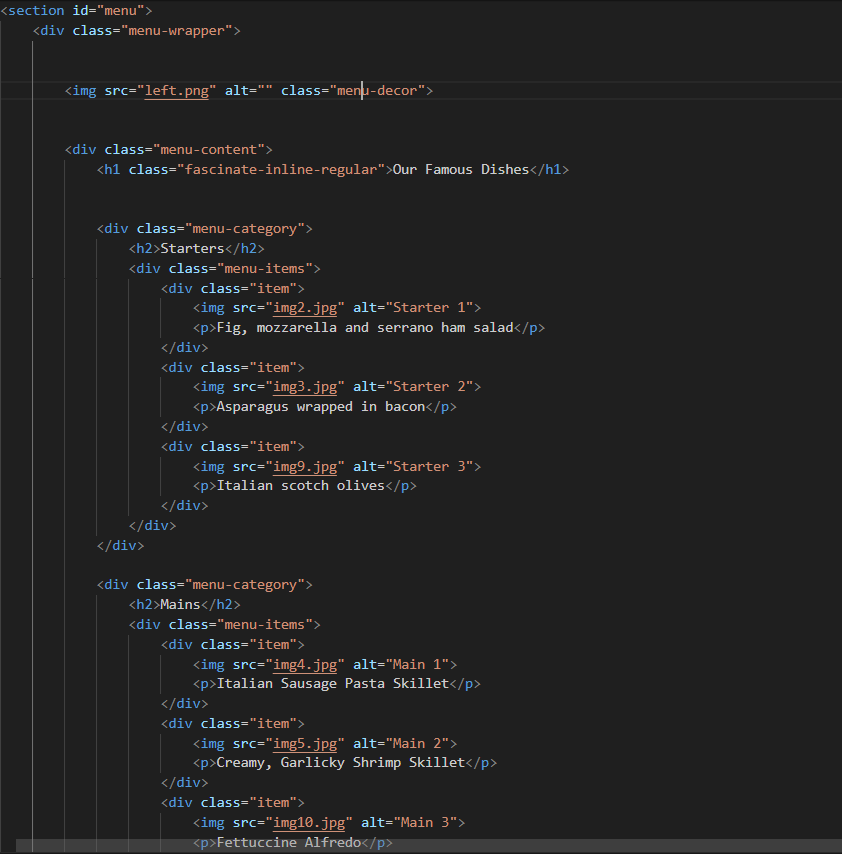 <section id="menu">
<div class="menu-wrapper">
<img src="left.png" alt="" class="menu-decor">
<div class="menu-content">
<h1 class="fascinate-inline-regular">Our Famous Dishes</h1>
<div class="menu-category">
<h2>Starters</h2>
<div class="menu-items">
<div class="item">
<img src="img2.jpg" alt="Starter 1">
<p>Fig, mozzarella and serrano ham salad</p>
</div>
<div class="item">
<img src="img3.jpg" alt="Starter 2">
<p>Asparagus wrapped in bacon</p>
</div>
<div class="item">
<img src="img9.jpg" alt="Starter 3">
<p>Italian scotch olives</p>
</div>
</div>
</div>
<div class="menu-category">
<h2>Mains</h2>
<div class="menu-items">
<div class="item">
<img src="img4.jpg" alt="Main 1">
<p>Italian Sausage Pasta Skillet</p>
</div>
<div class="item">
<img src="img5.jpg" alt="Main 2">
<p>Creamy, Garlicky Shrimp Skillet</p>
</div>
<div class="item">
<img src="img10.jpg" alt="Main 3">
<p>Fettuccine Alfredo</p>